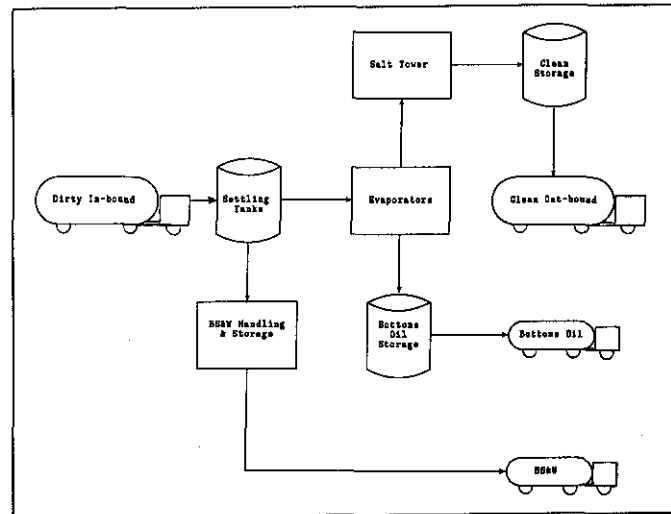 Salt Tower
Clean
Storage
Dirty In-bound
Settling
Tanks
Evaporators
Clean Out-bound
BS&W Handling
& Storage
Bottoms
Oil
Storage
Bottoms Oil
BS&W